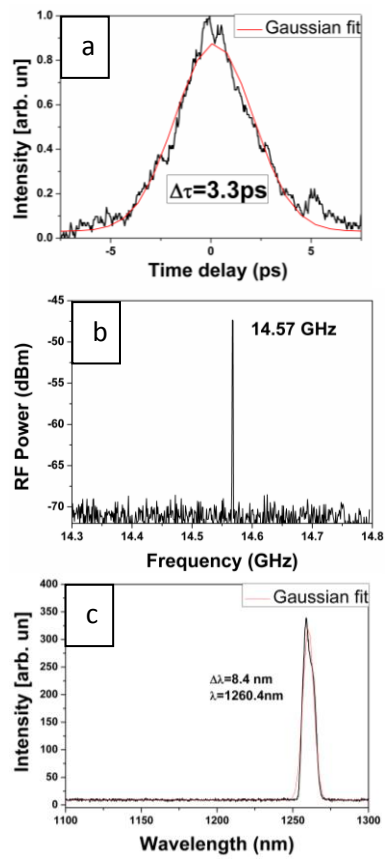 a
Gaussian fit
1.0
0.8
0.6
0.4
0.2
0.0
Intensity [arb. un]
Δτ=3.3ps
-5
0
5
Time delay (ps)
b
14.57 GHz
-45
-50
-55
-60
-65
-70
RF Power (dBm)
14.3
14.4
14.5
14.6
14.7
14.8
Frequency (GHz)
c
Gaussian fit
400
350
300
250
200
150
100
50
0
Intensity [arb. un]
Δλ=8.4 nm
λ=1260.4nm
1100
1150
1200
1250
1300
Wavelength (nm)